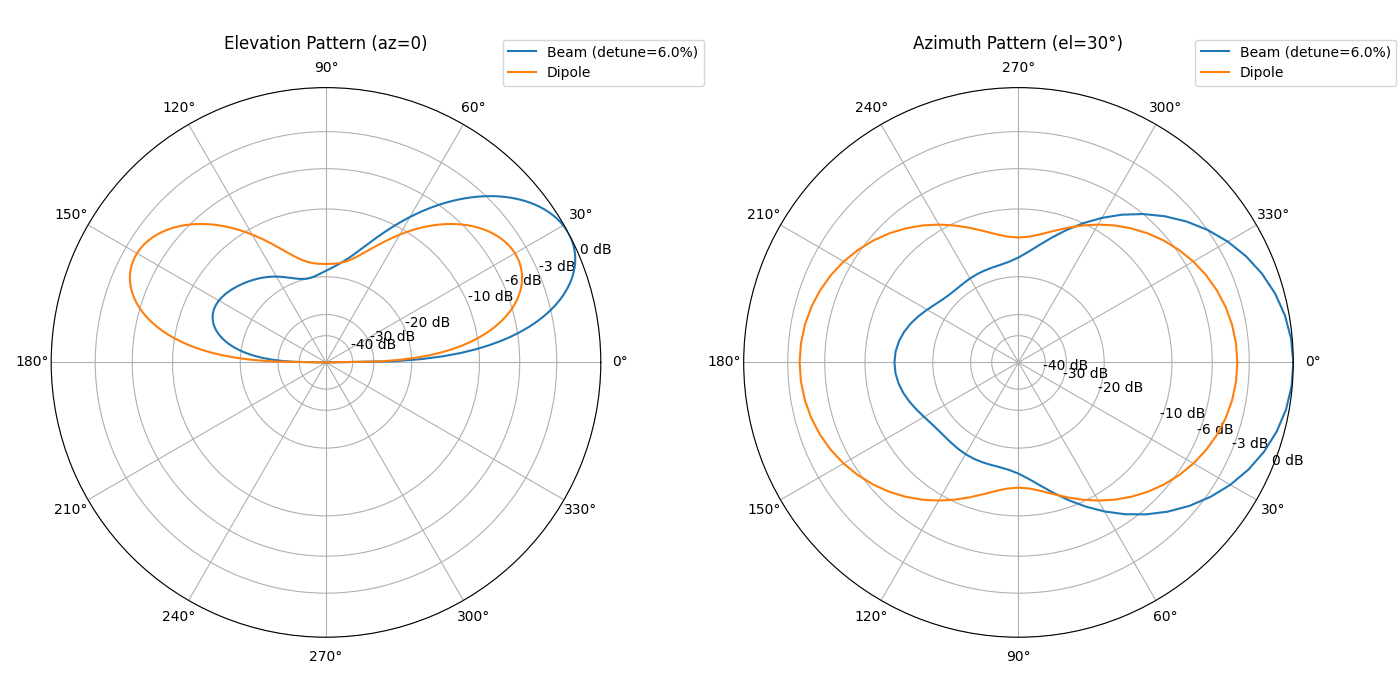 Elevation Pattern (az=0)
Beam (detune=6.0%)
Dipole
90°
120°
60°
150°
30°
0 dB
-3 dB
-6 dB
-10 dB
-20 dB
-30 dB
-40 dB
180°
0°
210°
330°
240°
300°
270°
Azimuth Pattern (el=30°)
Beam (detune=6.0%)
Dipole
270°
240°
300°
210°
330°
180°
0°
-40 dB
-30 dB
-20 dB
-10 dB
-6 dB
-3 dB
0 dB
150°
30°
120°
60°
90°